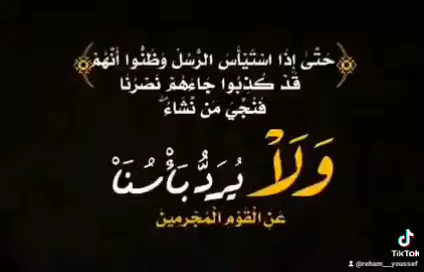 حَتَّىٰ إِذَا اسْتَيْأَسَ الرُّسُلُ وَظَنُّوا أَنَّهُمْ
قَدْ كُذِبُوا جَاءَهُمْ نَصْرُنَا
فَنُجِّيَ مَن نَّشَاءُ ۖ
وَلَا يُرَدُّ بَأْسُنَا
عَنِ الْقَوْمِ الْمُجْرِمِينَ
TikTok
@reham__youssef